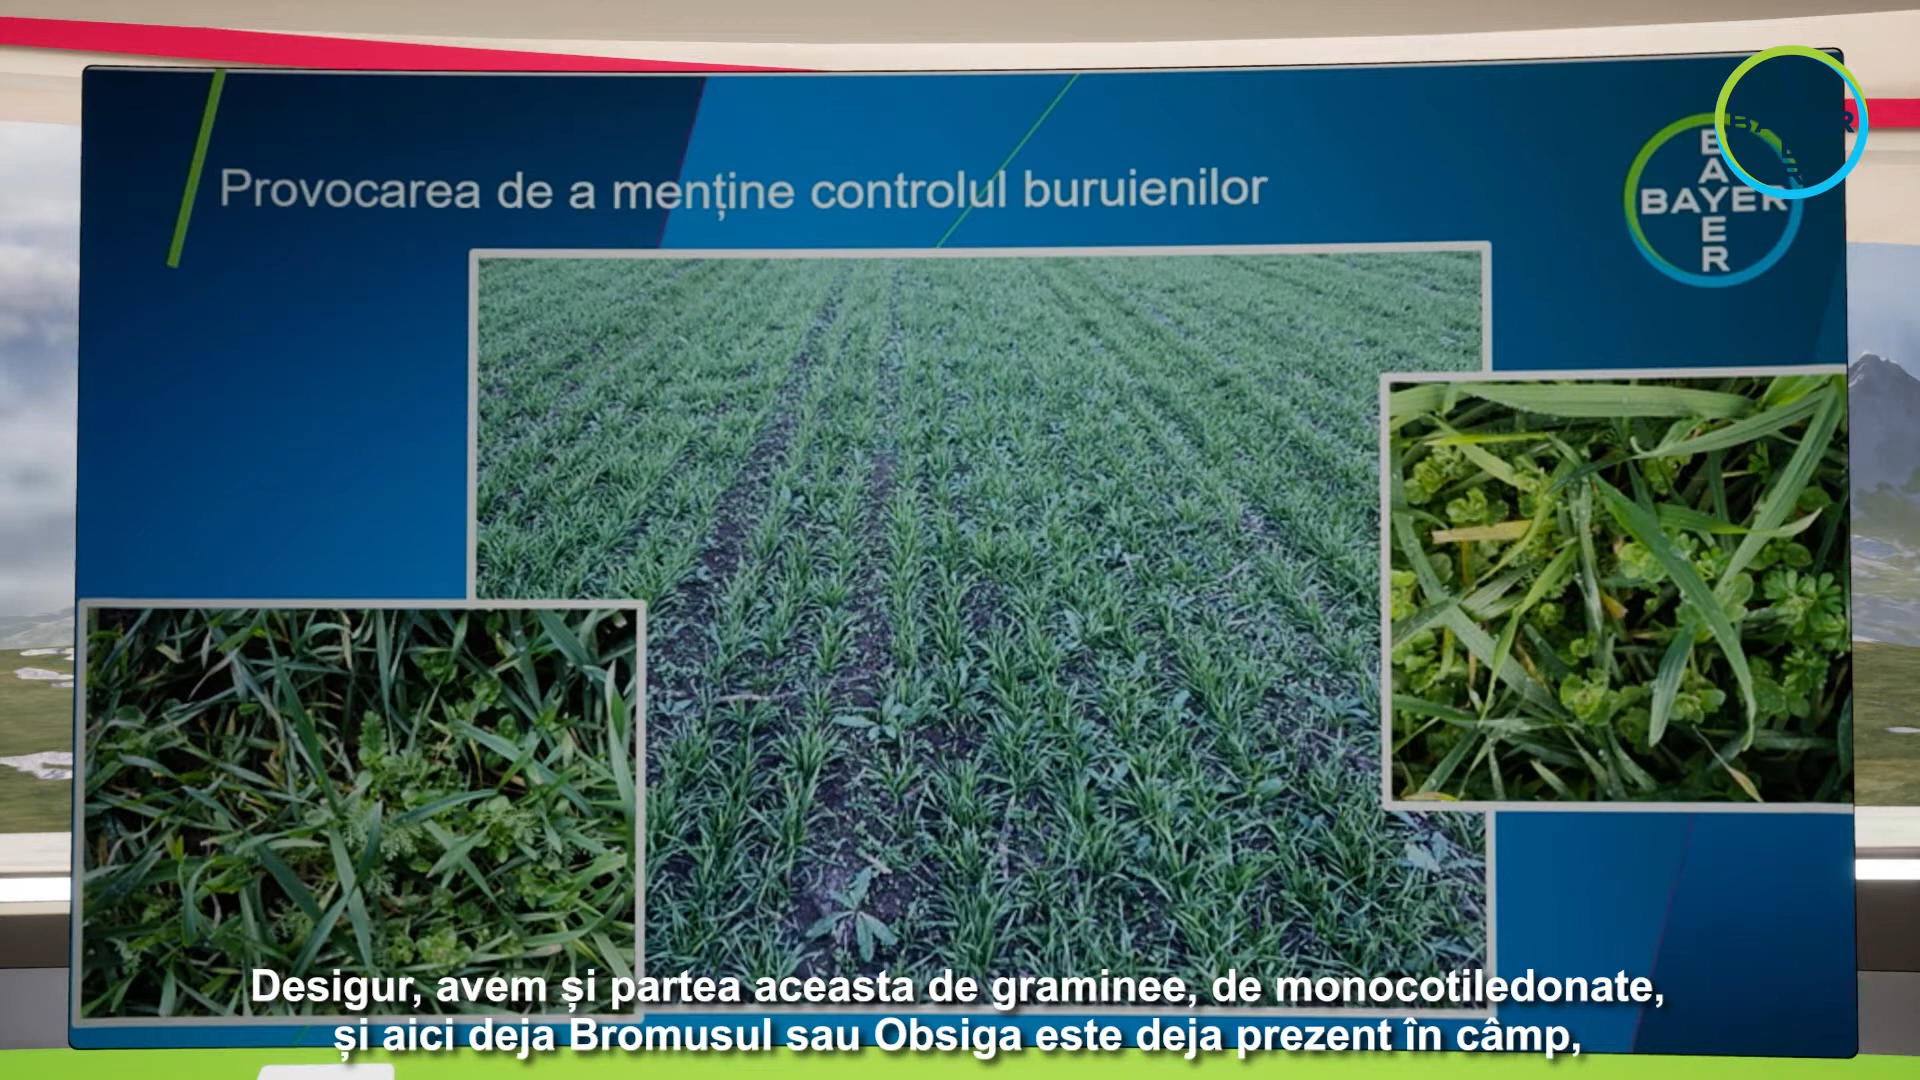 Provocarea de a menține controlul buruienilor
BAYER
BAYER
Desigur, avem și partea aceasta de graminee, de monocotiledonate,
și aici deja Bromusul sau Obsiga este deja prezent în câmp,